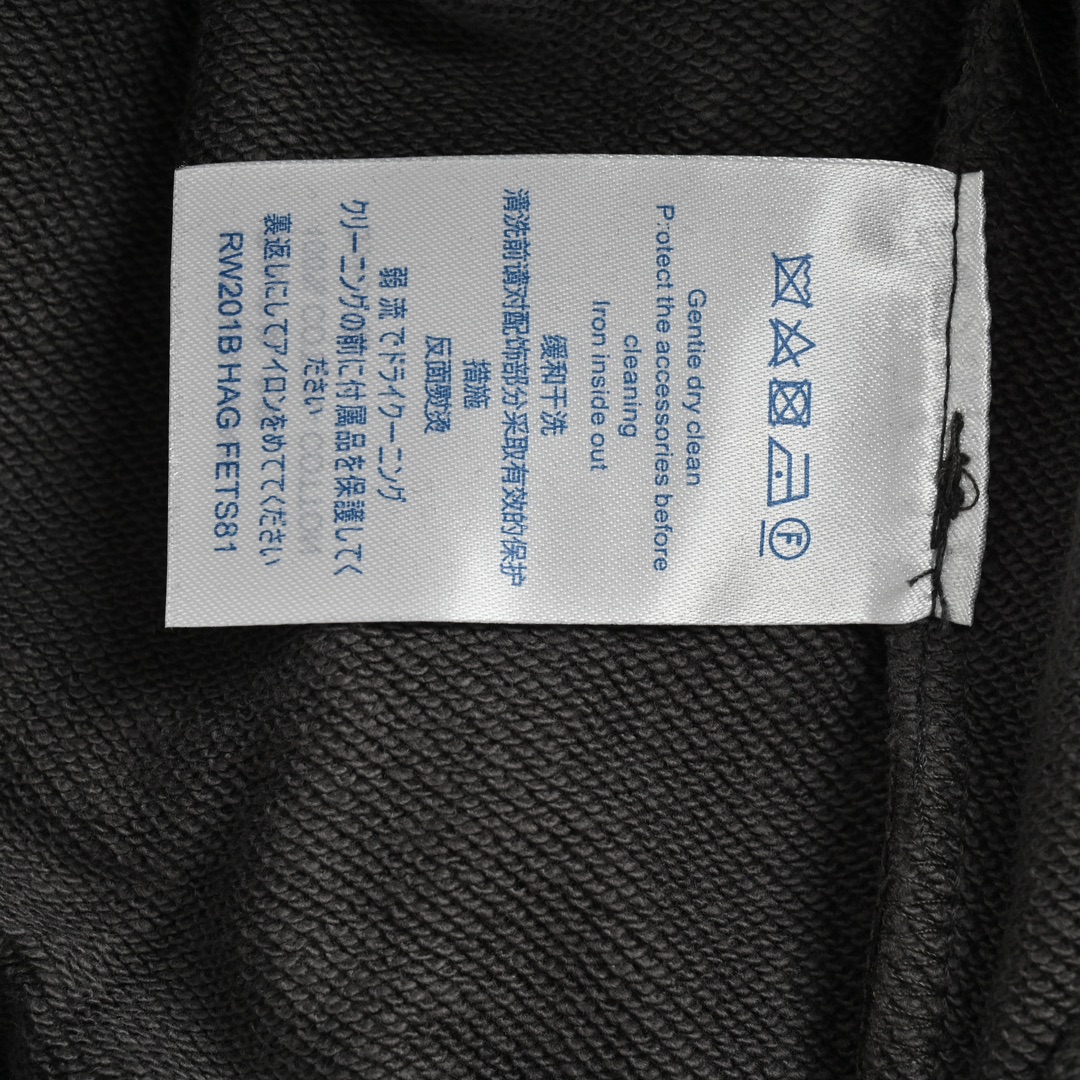 F
Gentle dry clean
Protect the accessories before
cleaning
Iron inside out
缓和干洗
清洗前请对配饰部分采取有效的保护
措施
反面熨烫
弱流でドライクーニング
クリーニングの前に付属品を保護してく
ださい
裏返しにしてアイロンをめててください
RW201B HAG FETS81